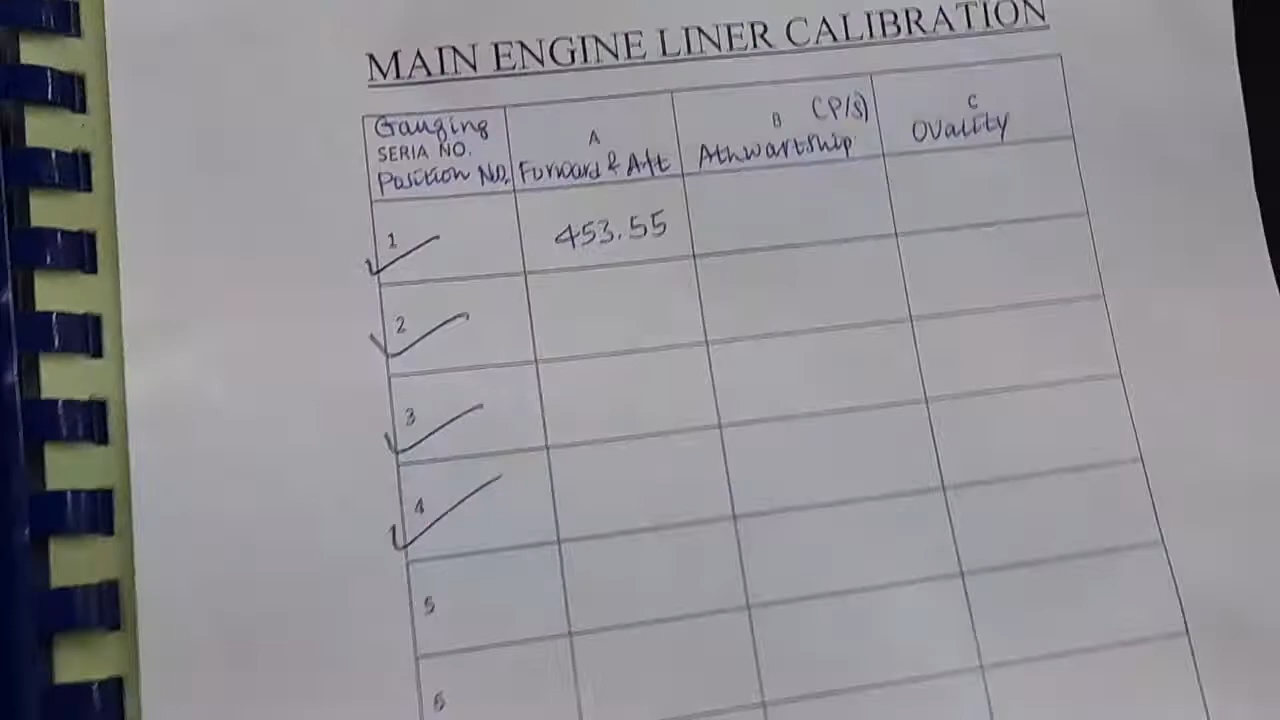 MAIN ENGINE LINER CALIBRATION
Gauging
SERIA NO.
Position No.
A
Forward & Aft
B (P/S)
Athwartship
C
Ovality
1
453.55
2
3
4
5
6